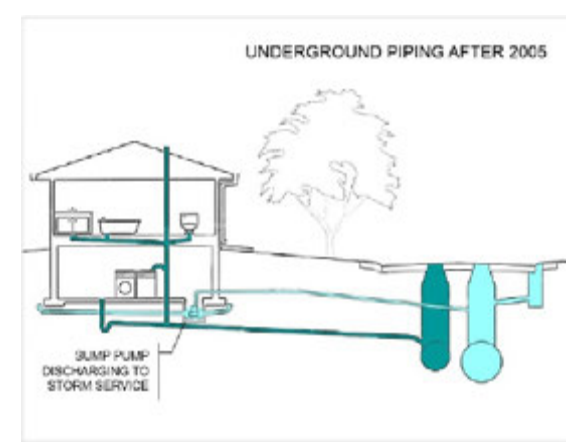 UNDERGROUND PIPING AFTER 2005
SUMP PUMP
DISCHARGING TO
STORM SERVICE